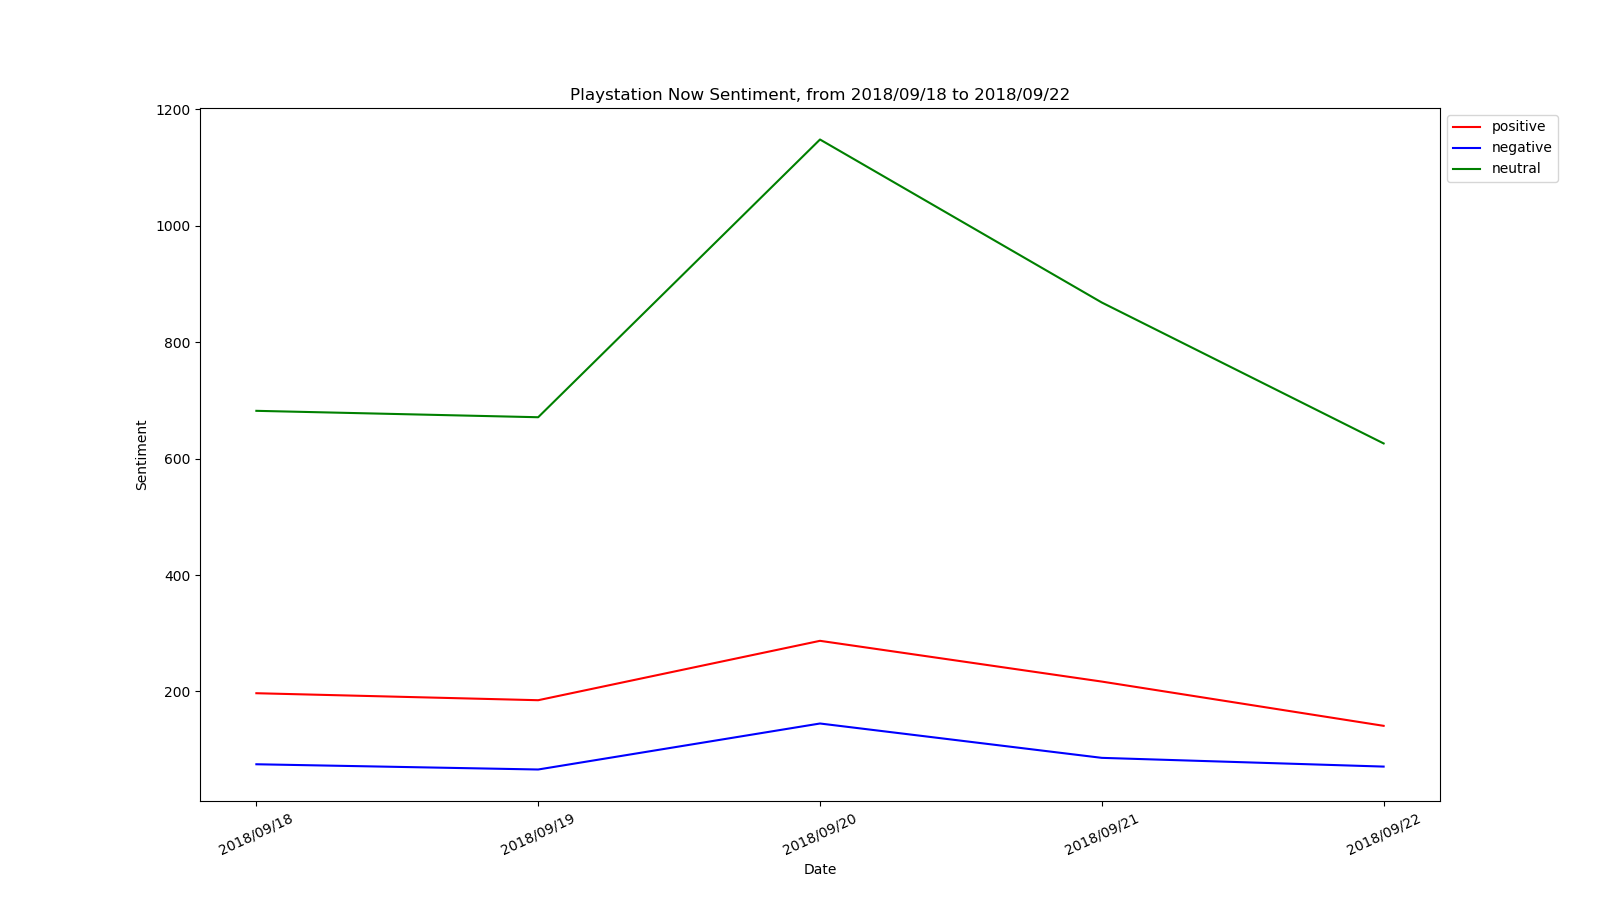 Playstation Now Sentiment, from 2018/09/18 to 2018/09/22
positive
negative
neutral
1200
1000
800
600
400
200
Sentiment
2018/09/18
2018/09/19
2018/09/20
2018/09/21
2018/09/22
Date